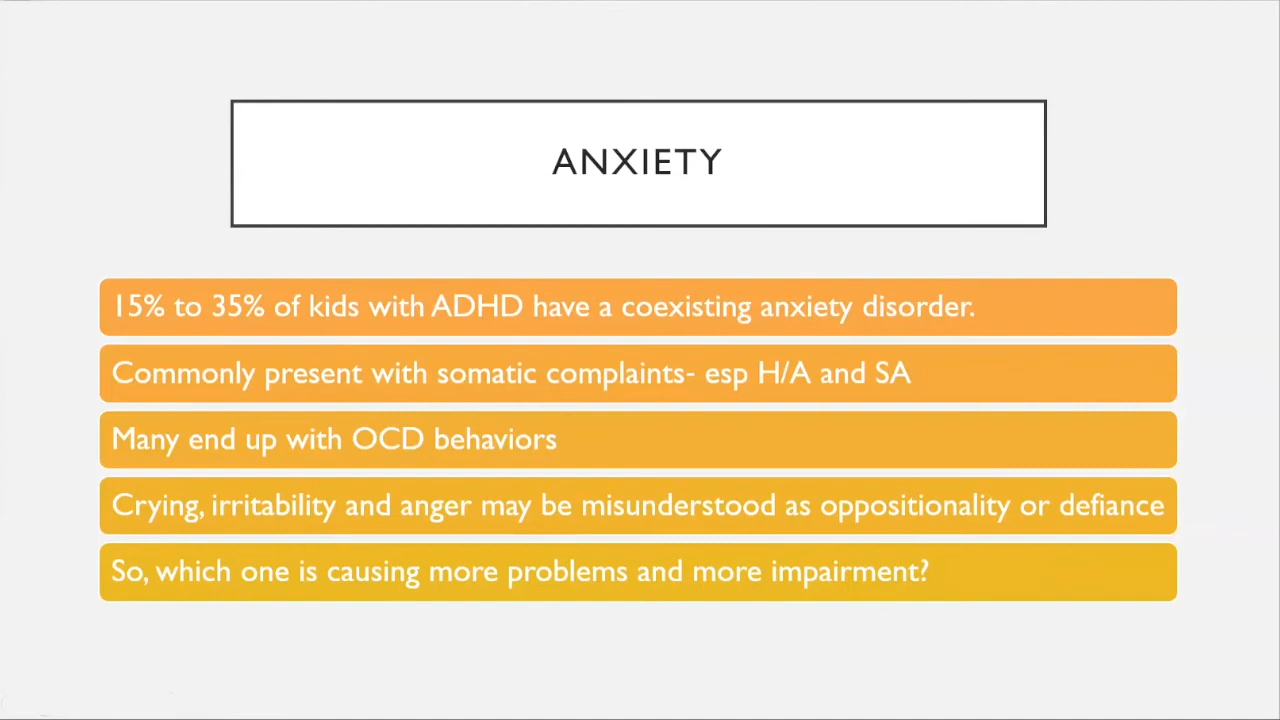 ANXIETY
15% to 35% of kids with ADHD have a coexisting anxiety disorder.
Commonly present with somatic complaints- esp H/A and SA
Many end up with OCD behaviors
Crying, irritability and anger may be misunderstood as oppositionality or defiance
So, which one is causing more problems and more impairment?